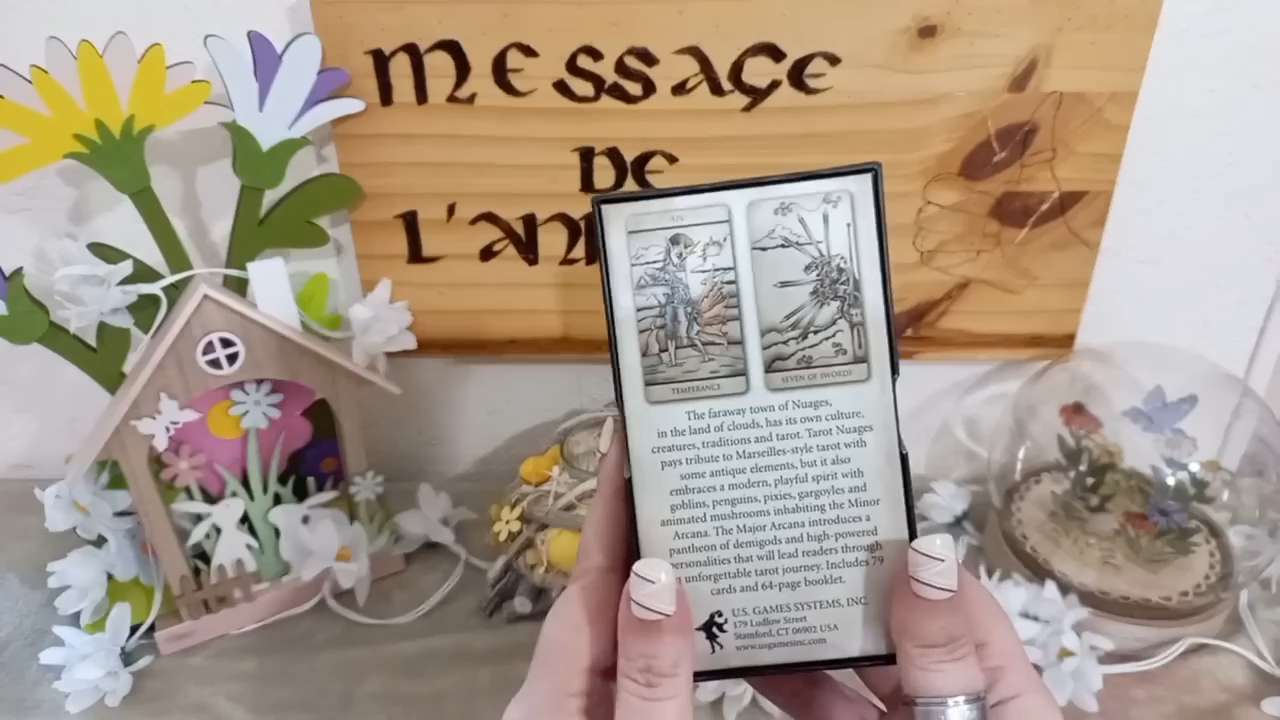 MESSAGE
DE
L'AM
XIV
TEMPERANCE
SEVEN OF SWORDS
The faraway town of Nuages,
in the land of clouds, has its own culture,
creatures, traditions and tarot. Tarot Nuages
pays tribute to Marseilles-style tarot with
some antique elements, but it also
embraces a modern, playful spirit with
goblins, penguins, pixies, gargoyles and
animated mushrooms inhabiting the Minor
Arcana. The Major Arcana introduces a
pantheon of demigods and high-powered
personalities that will lead readers through
unforgettable tarot journey. Includes 79
cards and 64-page booklet.
U.S. GAMES SYSTEMS, INC.
179 Ludlow Street
Stamford, CT 06902 USA
www.usgamesinc.com